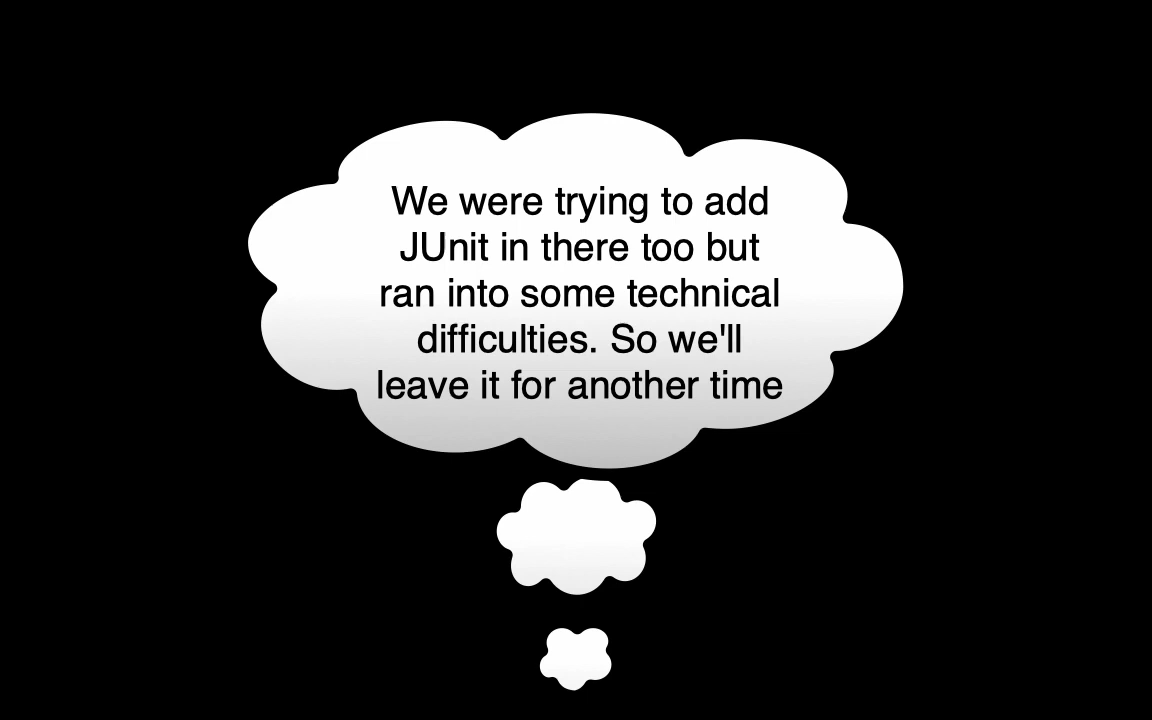 We were trying to add
JUnit in there too but
ran into some technical
difficulties. So we'll
leave it for another time